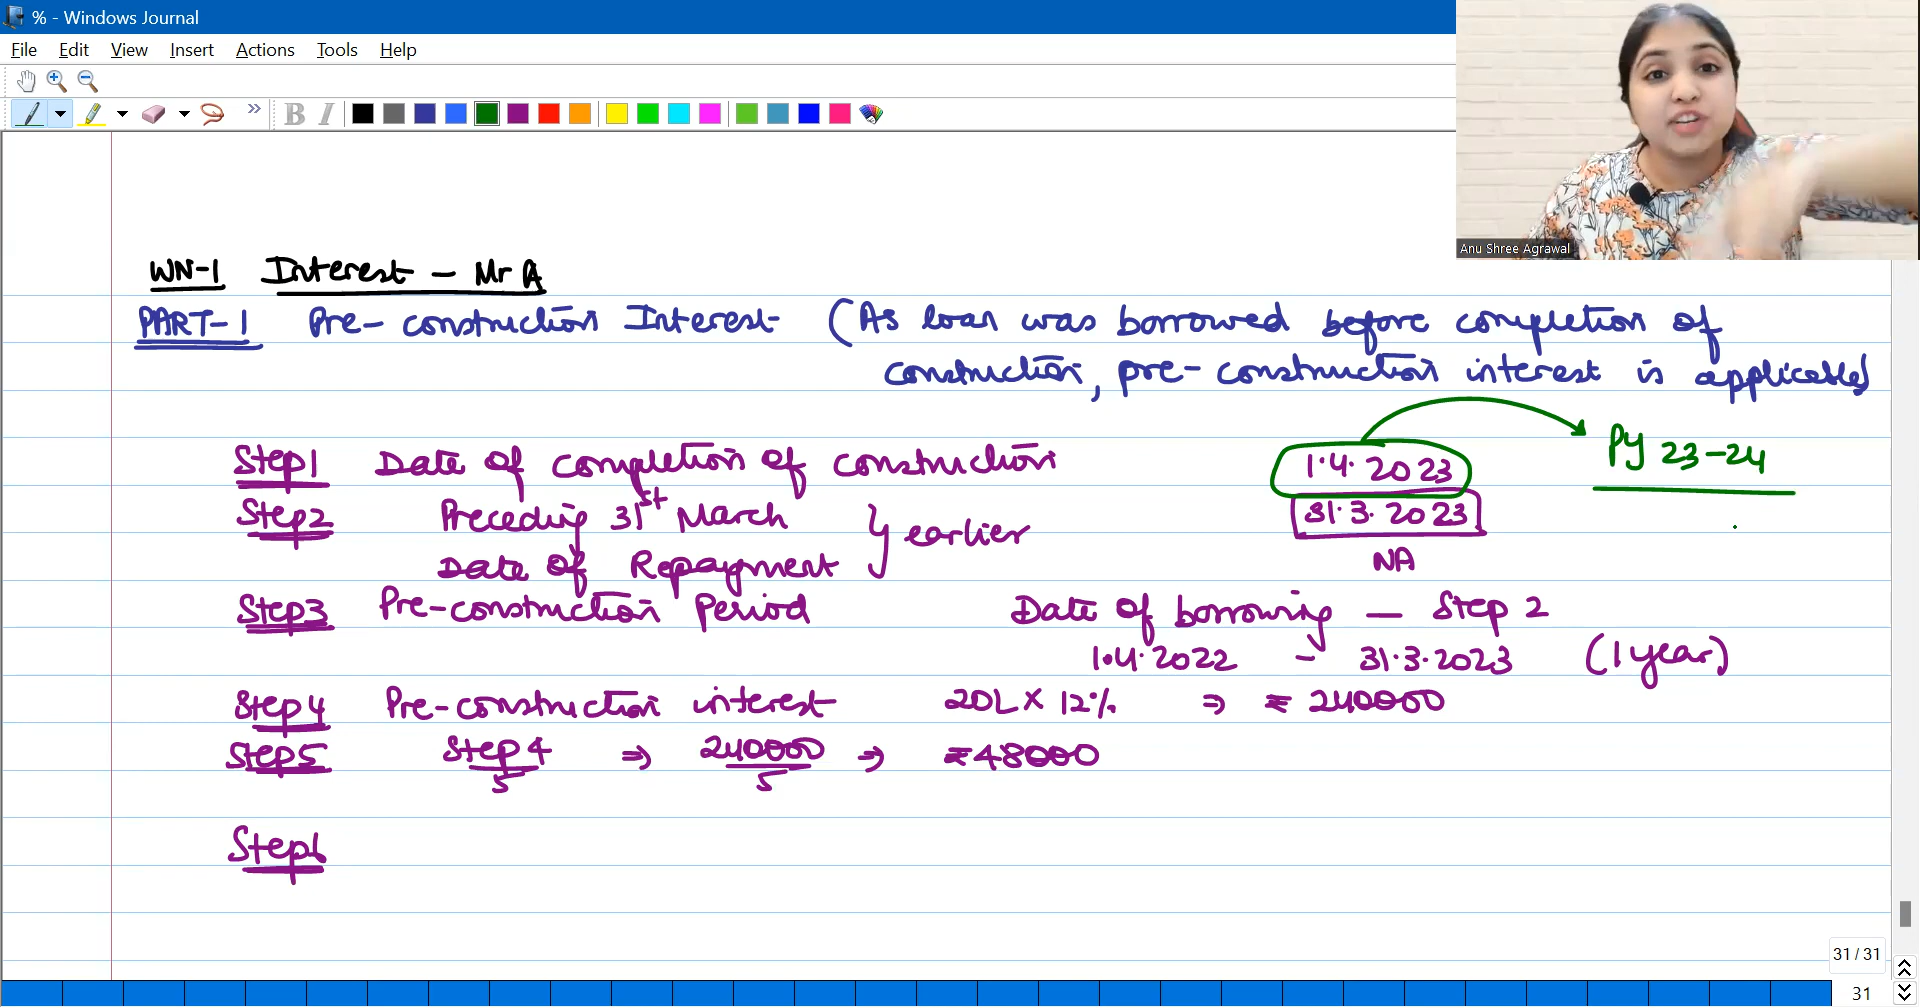 % - Windows Journal
File Edit View Insert Actions Tools Help
B I
Anu Shree Agrawal
WN-1 Interest - Mr A
PART-1 Pre-construction Interest (As loan was borrowed before completion of
construction, pre-construction interest is applicable)
Step1 Date of completion of construction 1.4.2023 PY 23-24
Step2 Preceding 31st March } earlier 31.3.2023
Date of Repayment NA
Step3 Pre-construction Period Date of borrowing - Step 2
1.4.2022 - 31.3.2023 (1 year)
Step4 Pre-construction interest 20L x 12% ⇒ ₹ 240000
Step5 Step 4/5 ⇒ 240000/5 ⇒ ₹48000
Step6
31 / 31
31